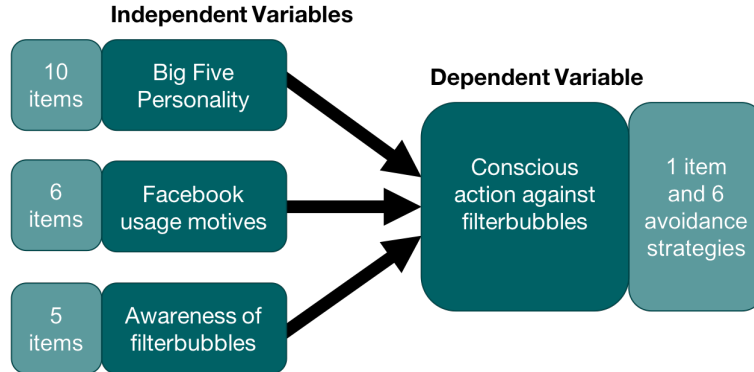 Independent Variables
10
items
Big Five
Personality
6
items
Facebook
usage motives
5
items
Awareness of
filterbubbles
Dependent Variable
Conscious
action against
filterbubbles
1 item
and 6
avoidance
strategies